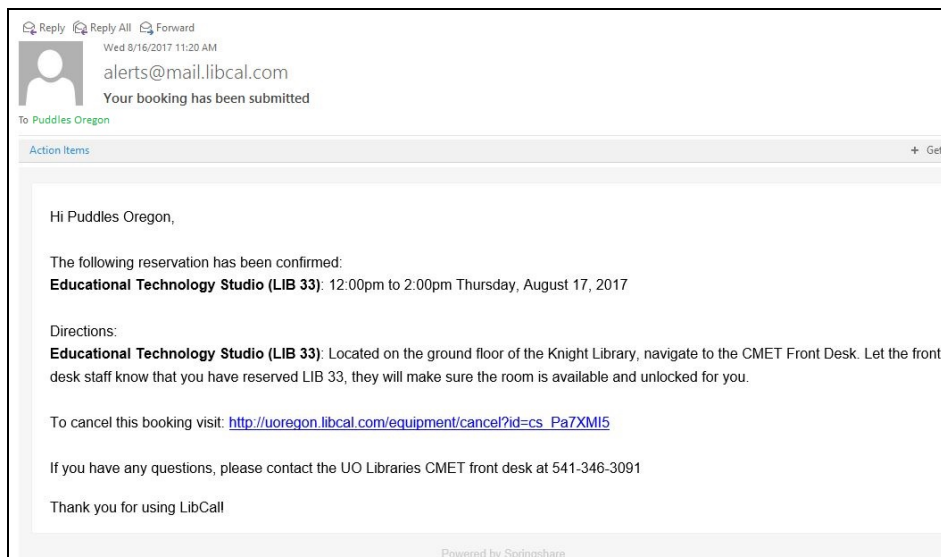 Reply Reply All Forward
Wed 8/16/2017 11:20 AM
alerts@mail.libcal.com
Your booking has been submitted
To Puddles Oregon
Action Items + Get
Hi Puddles Oregon,
The following reservation has been confirmed:
Educational Technology Studio (LIB 33): 12:00pm to 2:00pm Thursday, August 17, 2017
Directions:
Educational Technology Studio (LIB 33): Located on the ground floor of the Knight Library, navigate to the CMET Front Desk. Let the front
desk staff know that you have reserved LIB 33, they will make sure the room is available and unlocked for you.
To cancel this booking visit: http://uoregon.libcal.com/equipment/cancel?id=cs_Pa7XMI5
If you have any questions, please contact the UO Libraries CMET front desk at 541-346-3091
Thank you for using LibCal!
Powered by Springshare